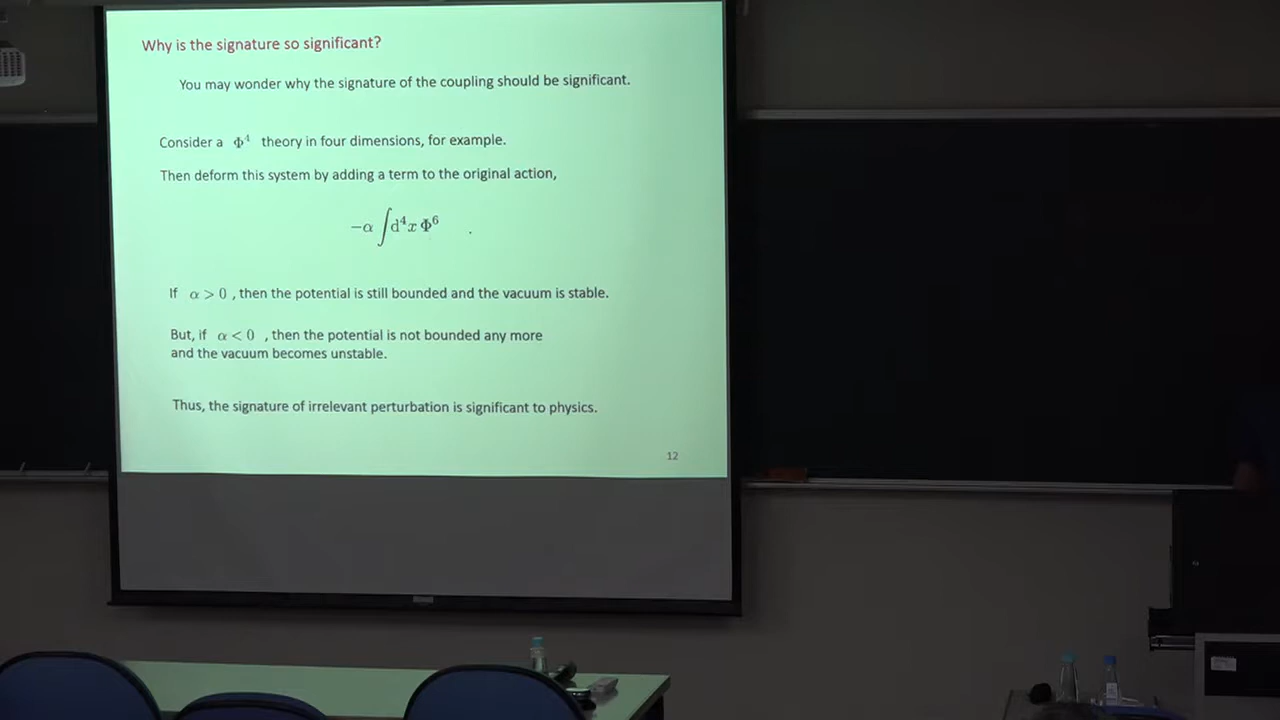 Why is the signature so significant?
You may wonder why the signature of the coupling should be significant.
Consider a Φ⁴ theory in four dimensions, for example.
Then deform this system by adding a term to the original action,
−α ∫ d⁴x Φ⁶ .
If α > 0 , then the potential is still bounded and the vacuum is stable.
But, if α < 0 , then the potential is not bounded any more
and the vacuum becomes unstable.
Thus, the signature of irrelevant perturbation is significant to physics.
12